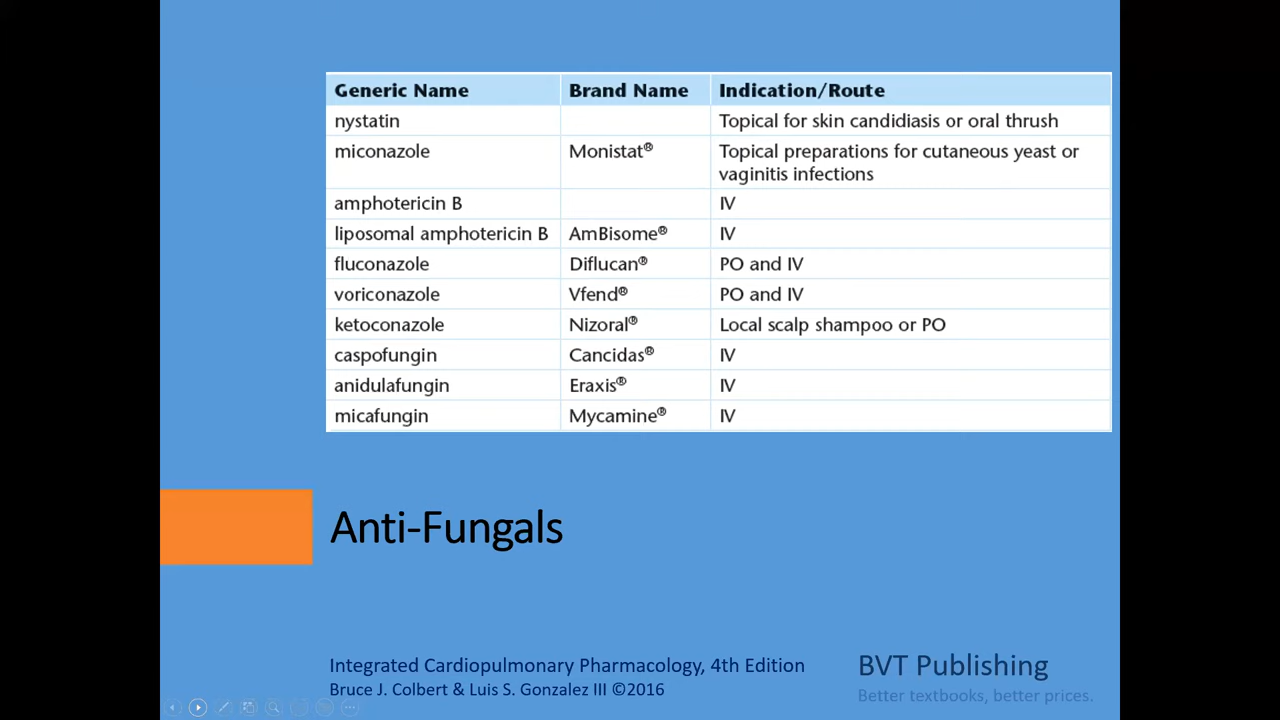 Generic Name Brand Name Indication/Route
nystatin Topical for skin candidiasis or oral thrush
miconazole Monistat® Topical preparations for cutaneous yeast or
vaginitis infections
amphotericin B IV
liposomal amphotericin B AmBisome® IV
fluconazole Diflucan® PO and IV
voriconazole Vfend® PO and IV
ketoconazole Nizoral® Local scalp shampoo or PO
caspofungin Cancidas® IV
anidulafungin Eraxis® IV
micafungin Mycamine® IV
Anti-Fungals
Integrated Cardiopulmonary Pharmacology, 4th Edition
Bruce J. Colbert & Luis S. Gonzalez III ©2016
BVT Publishing
Better textbooks, better prices.